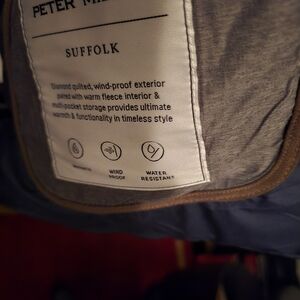 PETER
SUFFOLK
Diamond quilted, wind-proof exterior
paired with warm fleece interior &
multi-pocket storage provides ultimate
warmth & functionality in timeless style
WIND
PROOF
WATER
RESISTANT